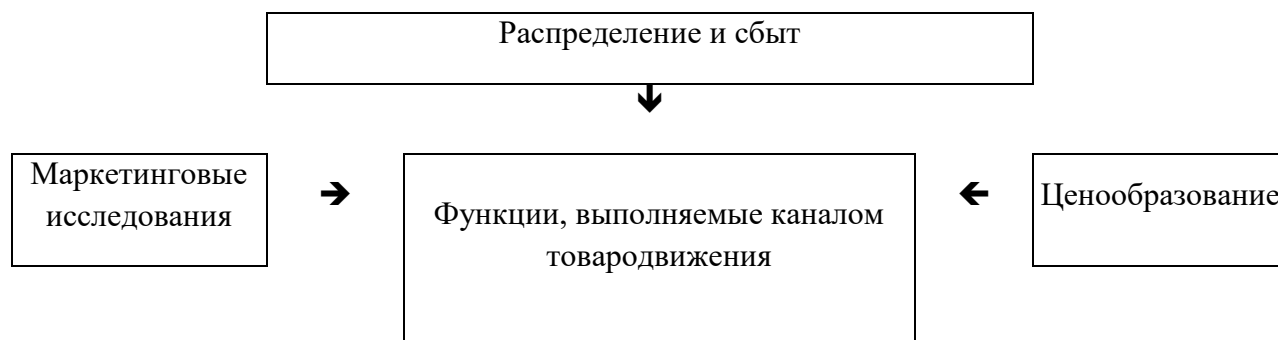 Распределение и сбыт
Маркетинговые
исследования
Функции, выполняемые каналом
товародвижения
Ценообразование